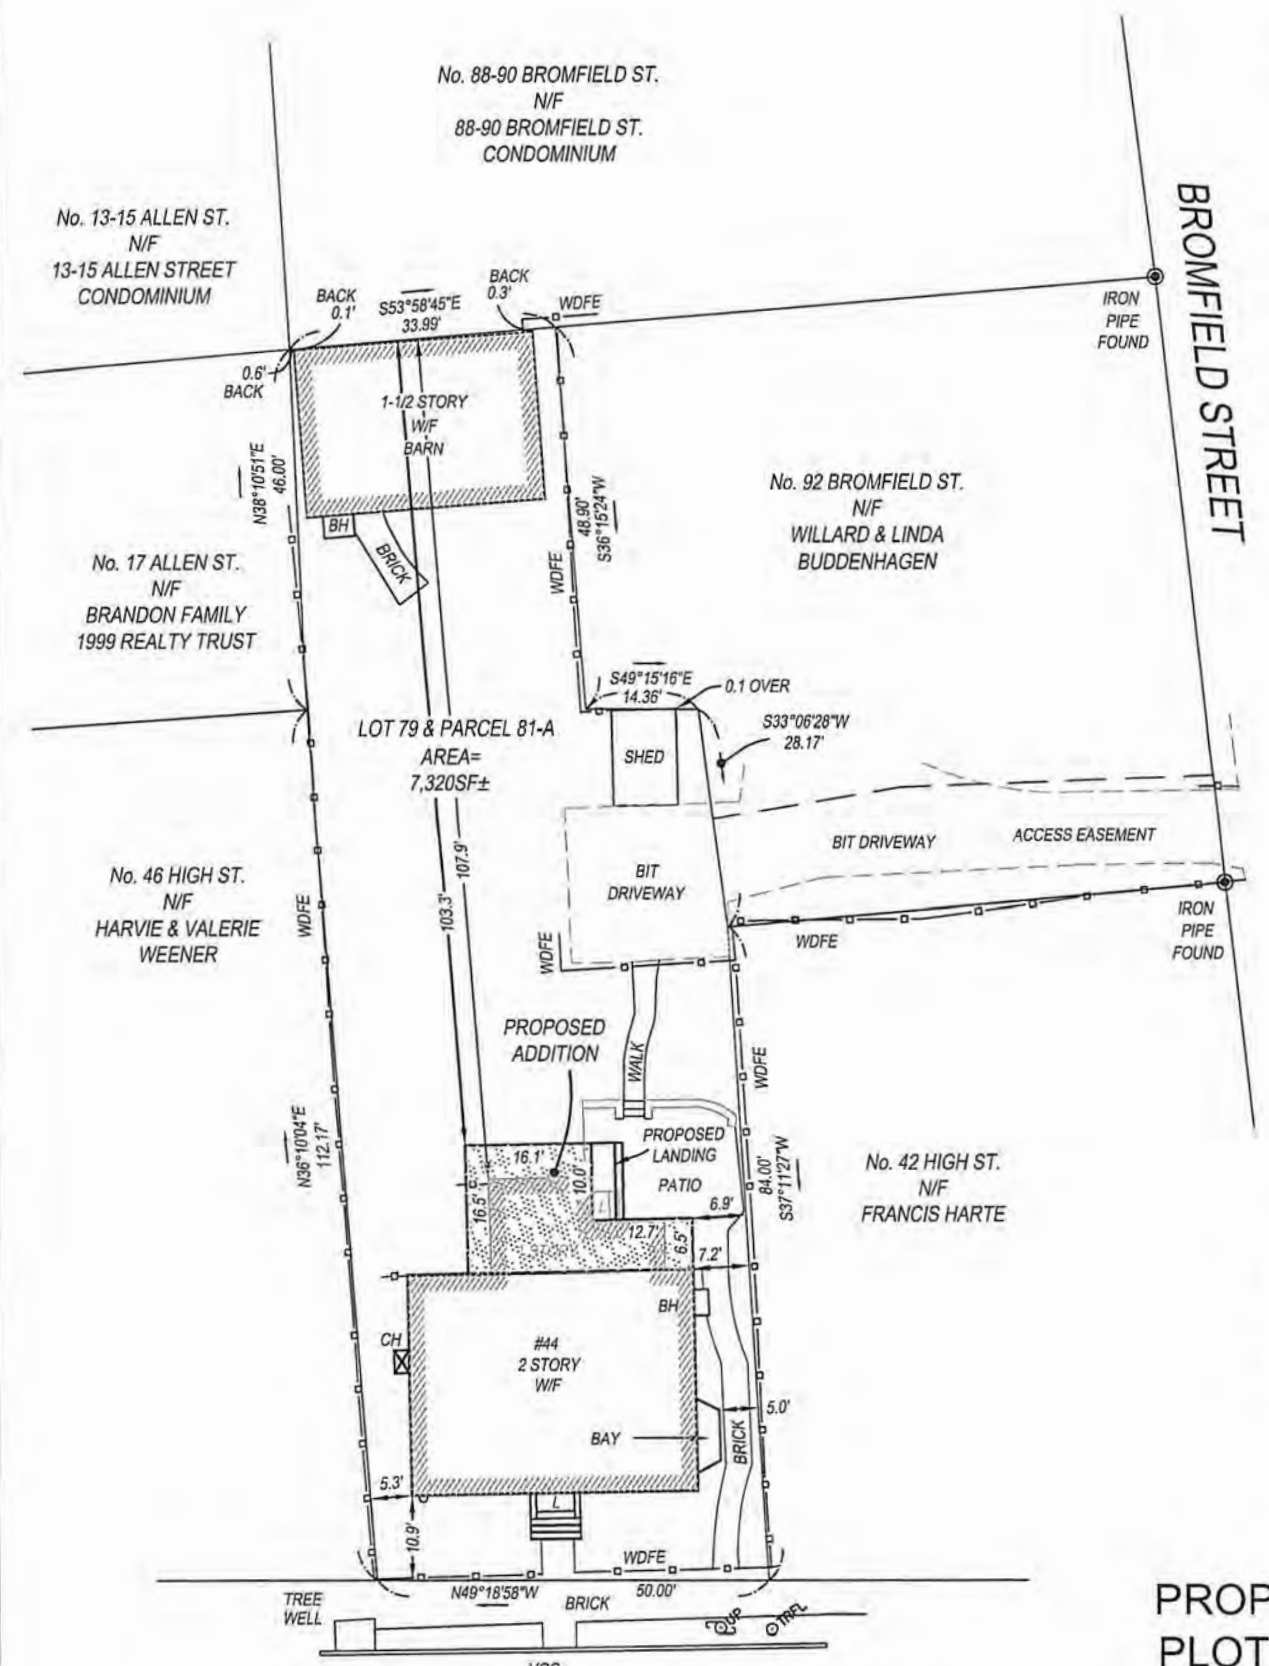 No. 88-90 BROMFIELD ST.
N/F
88-90 BROMFIELD ST.
CONDOMINIUM
No. 13-15 ALLEN ST.
N/F
13-15 ALLEN STREET
CONDOMINIUM
BROMFIELD STREET
BACK
0.1'
S53°58'45"E
33.99'
BACK
0.3'
WDFE
IRON
PIPE
FOUND
0.6'
BACK
1-1/2 STORY
W/F
BARN
N38°10'51"E
46.00'
48.90'
S36°15'24"W
No. 92 BROMFIELD ST.
N/F
WILLARD & LINDA
BUDDENHAGEN
BH
BRICK
WDFE
No. 17 ALLEN ST.
N/F
BRANDON FAMILY
1999 REALTY TRUST
S49°15'16"E
14.36'
0.1 OVER
S33°06'28"W
28.17'
LOT 79 & PARCEL 81-A
AREA=
7,320SF±
SHED
BIT DRIVEWAY
ACCESS EASEMENT
107.9'
103.3'
BIT
DRIVEWAY
No. 46 HIGH ST.
N/F
HARVIE & VALERIE
WEENER
WDFE
WDFE
WDFE
IRON
PIPE
FOUND
PROPOSED
ADDITION
WALK
WDFE
N36°10'04"E
112.17'
PROPOSED
LANDING
PATIO
16.1'
10.0'
16.5'
L
12.7'
6.5'
6.9'
7.2'
84.00'
S37°11'27"W
No. 42 HIGH ST.
N/F
FRANCIS HARTE
BH
CH
#44
2 STORY
W/F
BAY
BRICK
5.0'
5.3'
10.9'
L
WDFE
N49°18'58"W
50.00'
TREE
WELL
BRICK
UP
TRFL
PROP
PLOT